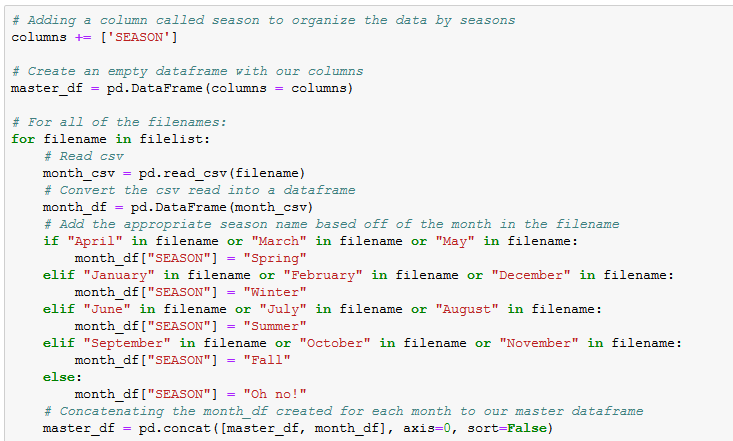 # Adding a column called season to organize the data by seasons
columns += ['SEASON']
# Create an empty dataframe with our columns
master_df = pd.DataFrame(columns = columns)
# For all of the filenames:
for filename in filelist:
# Read csv
month_csv = pd.read_csv(filename)
# Convert the csv read into a dataframe
month_df = pd.DataFrame(month_csv)
# Add the appropriate season name based off of the month in the filename
if "April" in filename or "March" in filename or "May" in filename:
month_df["SEASON"] = "Spring"
elif "January" in filename or "February" in filename or "December" in filename:
month_df["SEASON"] = "Winter"
elif "June" in filename or "July" in filename or "August" in filename:
month_df["SEASON"] = "Summer"
elif "September" in filename or "October" in filename or "November" in filename:
month_df["SEASON"] = "Fall"
else:
month_df["SEASON"] = "Oh no!"
# Concatenating the month_df created for each month to our master dataframe
master_df = pd.concat([master_df, month_df], axis=0, sort=False)